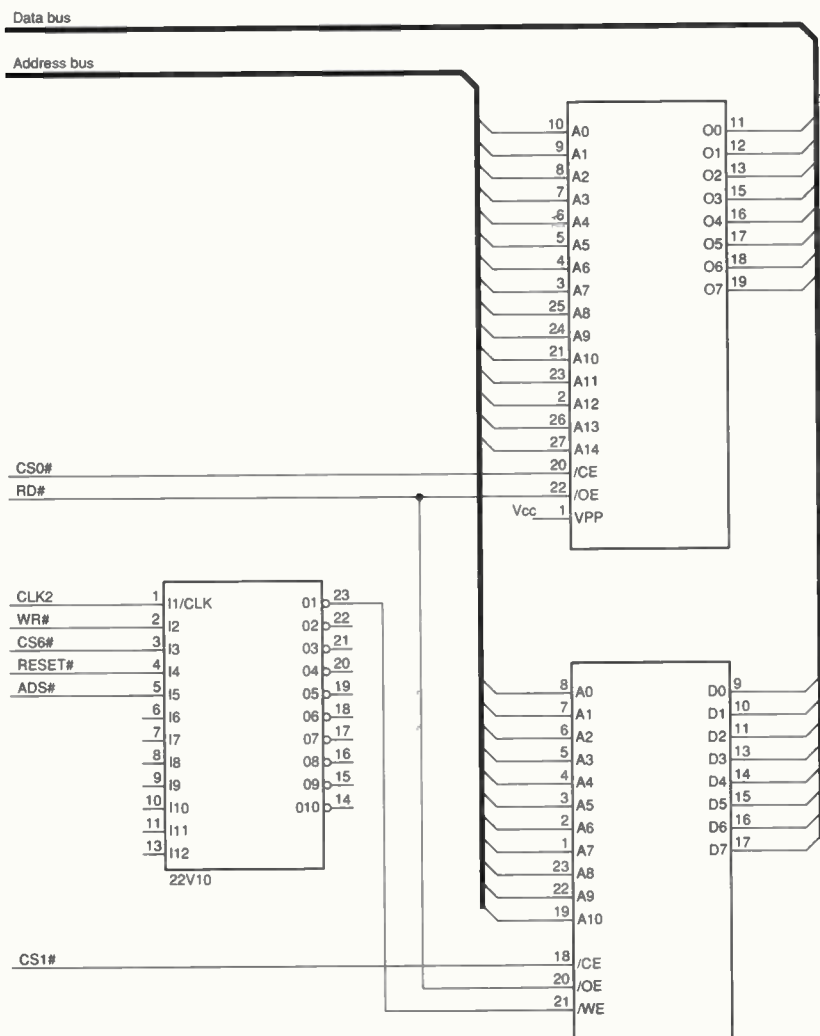 Data bus
Address bus
10 A0 O0 11
9 A1 O1 12
8 A2 O2 13
7 A3 O3 15
6 A4 O4 16
5 A5 O5 17
4 A6 O6 18
3 A7 O7 19
25 A8
24 A9
21 A10
23 A11
2 A12
26 A13
27 A14
CS0# 20 /CE
RD# 22 /OE
Vcc 1 VPP
CLK2 1 I1/CLK 01 23
WR# 2 I2 02 22
CS6# 3 I3 03 21
RESET# 4 I4 04 20
ADS# 5 I5 05 19
6 I6 06 18
7 I7 07 17
8 I8 08 16
9 I9 09 15
10 I10 010 14
11 I11
13 I12
22V10
8 A0 D0 9
7 A1 D1 10
6 A2 D2 11
5 A3 D3 13
4 A4 D4 14
3 A5 D5 15
2 A6 D6 16
1 A7 D7 17
23 A8
22 A9
19 A10
CS1# 18 /CE
20 /OE
21 /WE